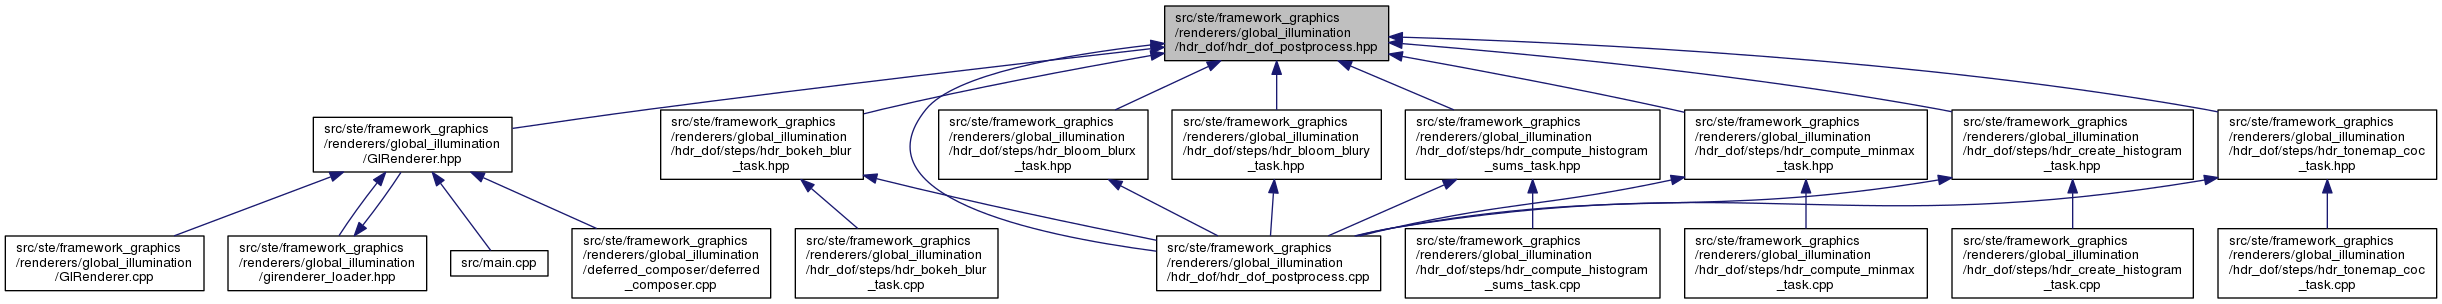 src/ste/framework_graphics
/renderers/global_illumination
/hdr_dof/hdr_dof_postprocess.hpp
src/ste/framework_graphics
/renderers/global_illumination
/GIRenderer.hpp
src/ste/framework_graphics
/renderers/global_illumination
/hdr_dof/steps/hdr_bokeh_blur
_task.hpp
src/ste/framework_graphics
/renderers/global_illumination
/hdr_dof/steps/hdr_bloom_blurx
_task.hpp
src/ste/framework_graphics
/renderers/global_illumination
/hdr_dof/steps/hdr_bloom_blury
_task.hpp
src/ste/framework_graphics
/renderers/global_illumination
/hdr_dof/steps/hdr_compute_histogram
_sums_task.hpp
src/ste/framework_graphics
/renderers/global_illumination
/hdr_dof/steps/hdr_compute_minmax
_task.hpp
src/ste/framework_graphics
/renderers/global_illumination
/hdr_dof/steps/hdr_create_histogram
_task.hpp
src/ste/framework_graphics
/renderers/global_illumination
/hdr_dof/steps/hdr_tonemap_coc
_task.hpp
src/ste/framework_graphics
/renderers/global_illumination
/GIRenderer.cpp
src/ste/framework_graphics
/renderers/global_illumination
/girenderer_loader.hpp
src/main.cpp
src/ste/framework_graphics
/renderers/global_illumination
/deferred_composer/deferred
_composer.cpp
src/ste/framework_graphics
/renderers/global_illumination
/hdr_dof/steps/hdr_bokeh_blur
_task.cpp
src/ste/framework_graphics
/renderers/global_illumination
/hdr_dof/hdr_dof_postprocess.cpp
src/ste/framework_graphics
/renderers/global_illumination
/hdr_dof/steps/hdr_compute_histogram
_sums_task.cpp
src/ste/framework_graphics
/renderers/global_illumination
/hdr_dof/steps/hdr_compute_minmax
_task.cpp
src/ste/framework_graphics
/renderers/global_illumination
/hdr_dof/steps/hdr_create_histogram
_task.cpp
src/ste/framework_graphics
/renderers/global_illumination
/hdr_dof/steps/hdr_tonemap_coc
_task.cpp